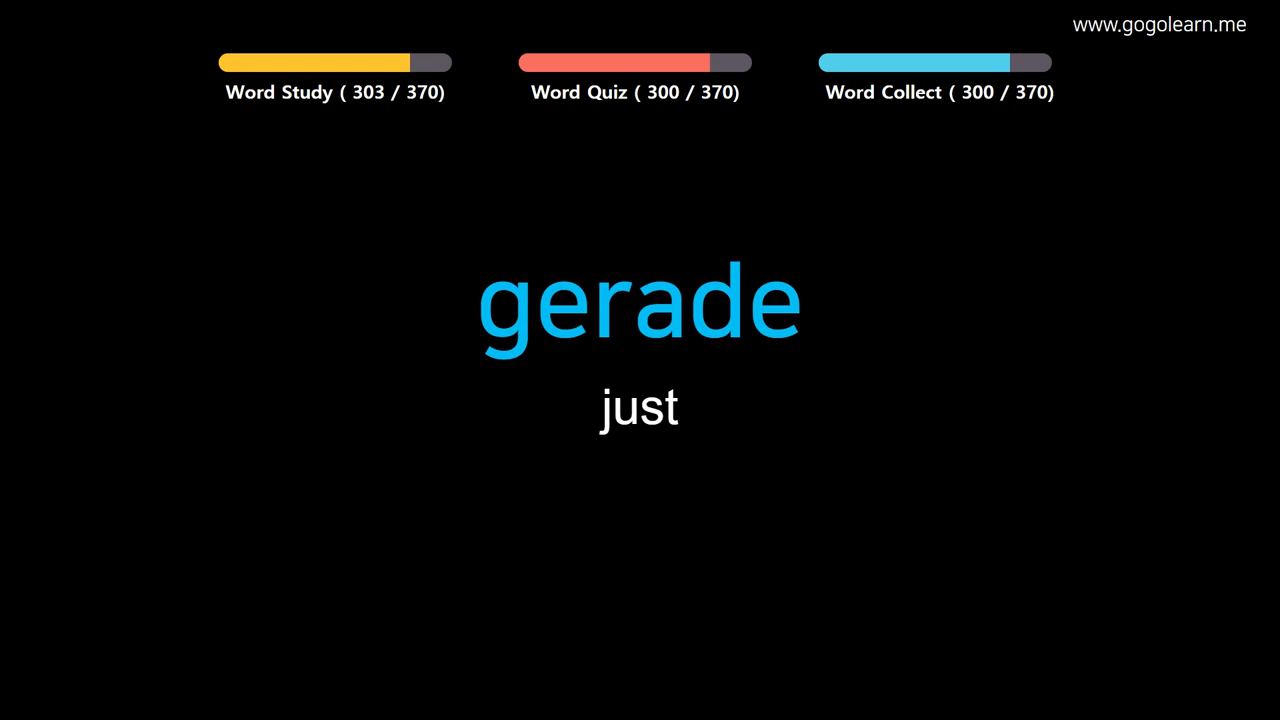 www.gogolearn.me
Word Study ( 303 / 370)
Word Quiz ( 300 / 370)
Word Collect ( 300 / 370)
gerade
just